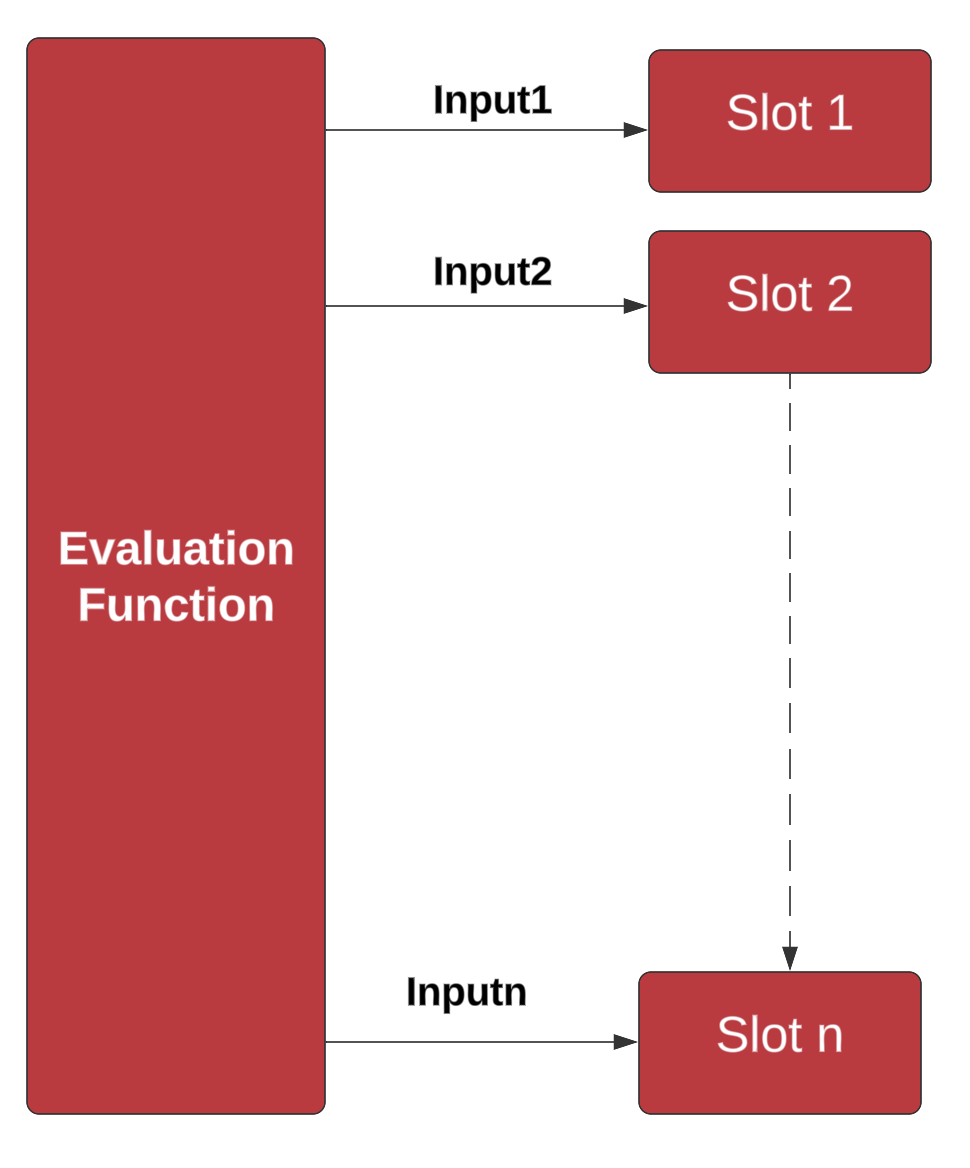 Input1
Slot 1
Input2
Slot 2
Evaluation
Function
Inputn
Slot n